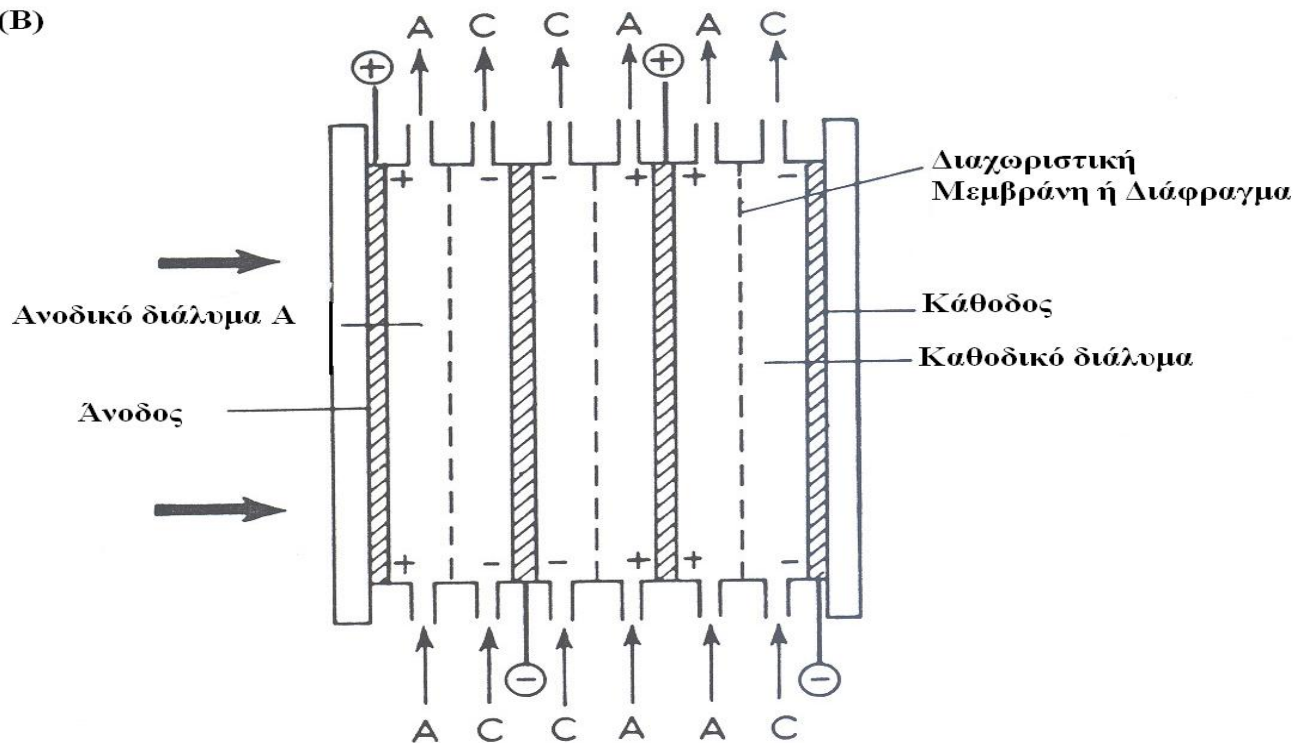 (B)
A C C A A C
+ +
+ - - + + -
Διαχωριστική
Μεμβράνη ή Διάφραγμα
Ανοδικό διάλυμα Α
Κάθοδος
Καθοδικό διάλυμα
Άνοδος
+ - - + + -
- -
A C C A A C